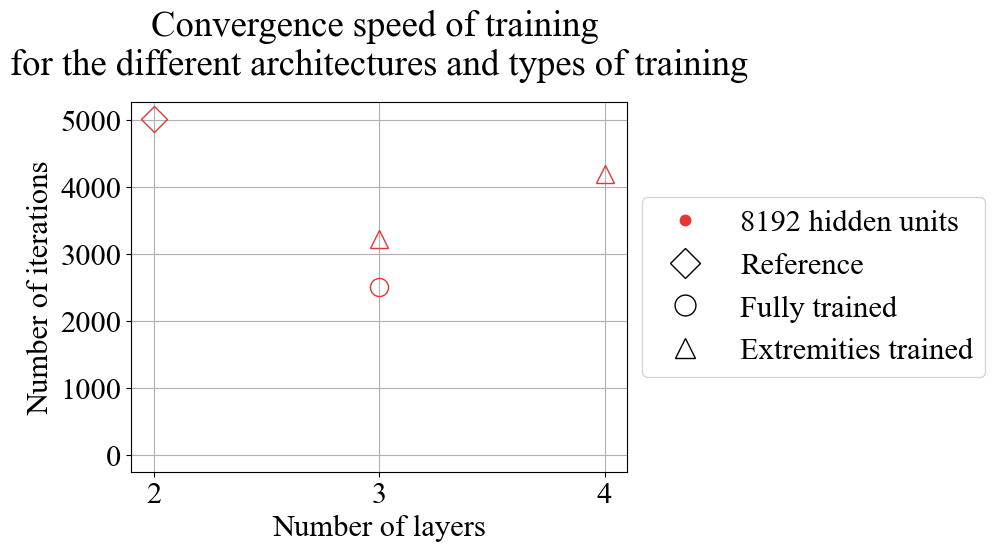 Convergence speed of training
for the different architectures and types of training
Number of iterations
5000
4000
3000
2000
1000
0
2 3 4
Number of layers
8192 hidden units
Reference
Fully trained
Extremities trained